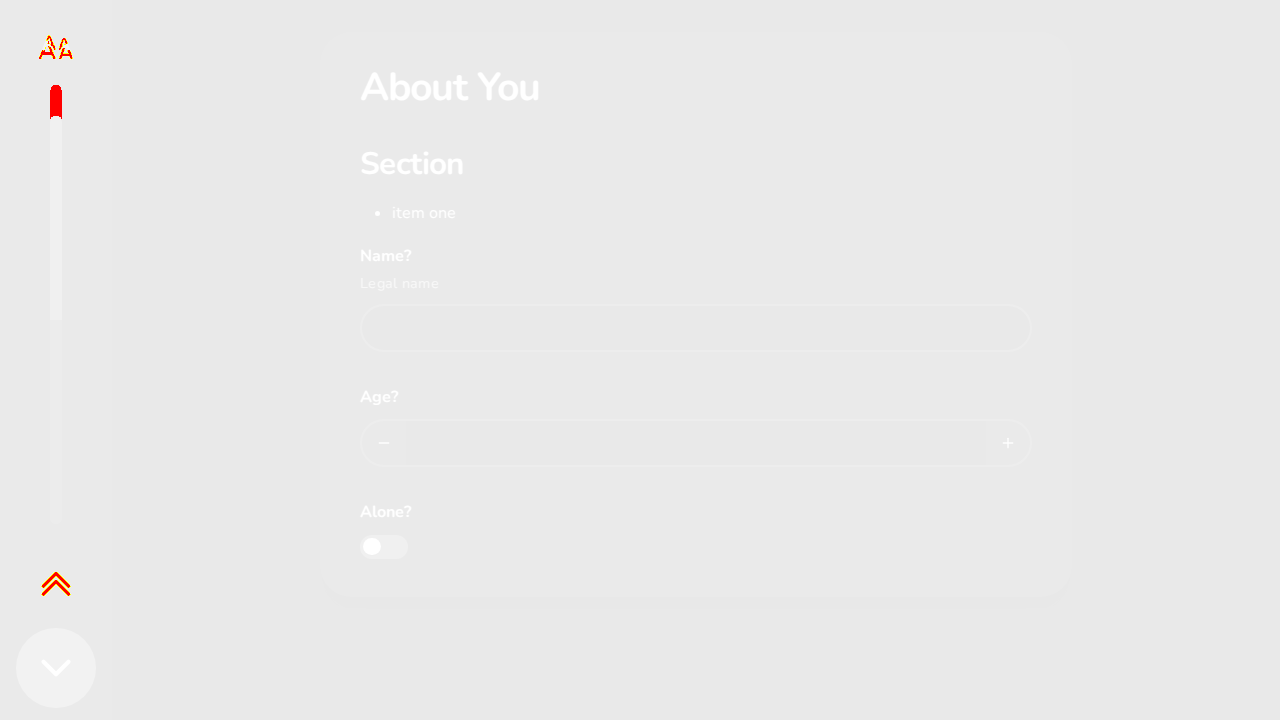 About You
Section
• item one
Name?
Legal name
Age?
Alone?